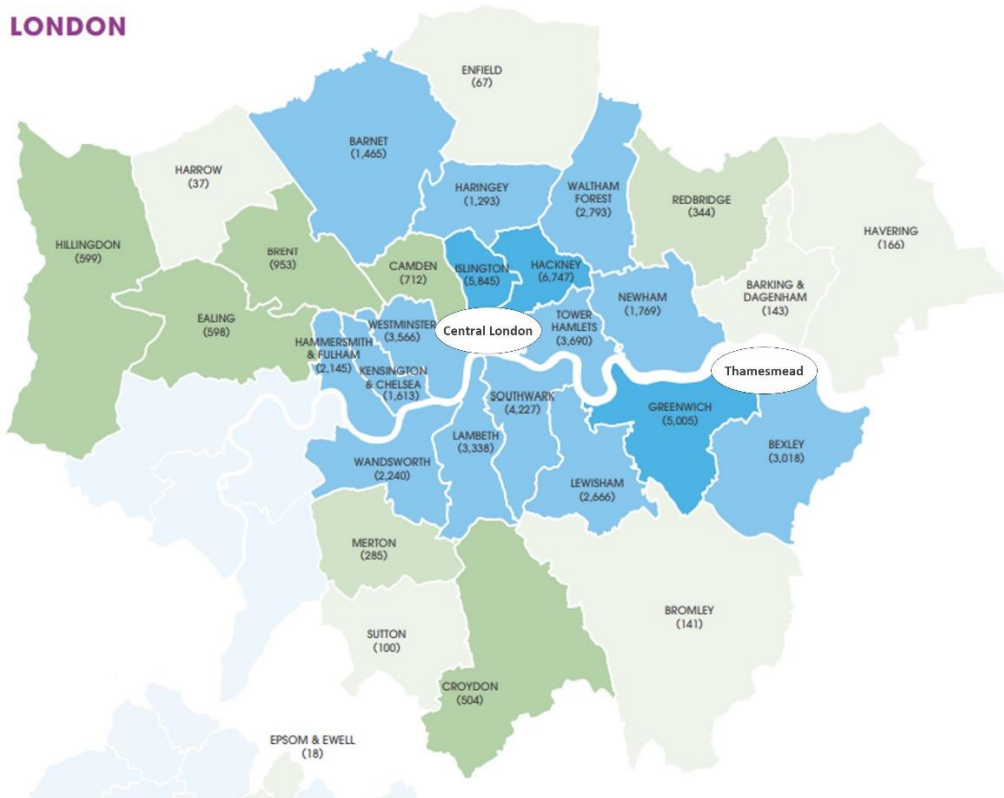 LONDON
ENFIELD
(67)
BARNET
(1,465)
HARROW
(37)
HARINGEY
(1,293)
WALTHAM
FOREST
(2,793)
REDBRIDGE
(344)
HAVERING
(166)
HILLINGDON
(599)
BRENT
(953)
CAMDEN
(712)
ISLINGTON
(5,845)
HACKNEY
(6,747)
BARKING &
DAGENHAM
(143)
NEWHAM
(1,769)
EALING
(598)
WESTMINSTER
(3,566)
Central London
TOWER
HAMLETS
(3,690)
HAMMERSMITH
& FULHAM
(2,145)
KENSINGTON
& CHELSEA
(1,613)
Thamesmead
SOUTHWARK
(4,227)
GREENWICH
(5,005)
LAMBETH
(3,338)
BEXLEY
(3,018)
WANDSWORTH
(2,240)
LEWISHAM
(2,666)
MERTON
(285)
BROMLEY
(141)
SUTTON
(100)
CROYDON
(504)
EPSOM & EWELL
(18)